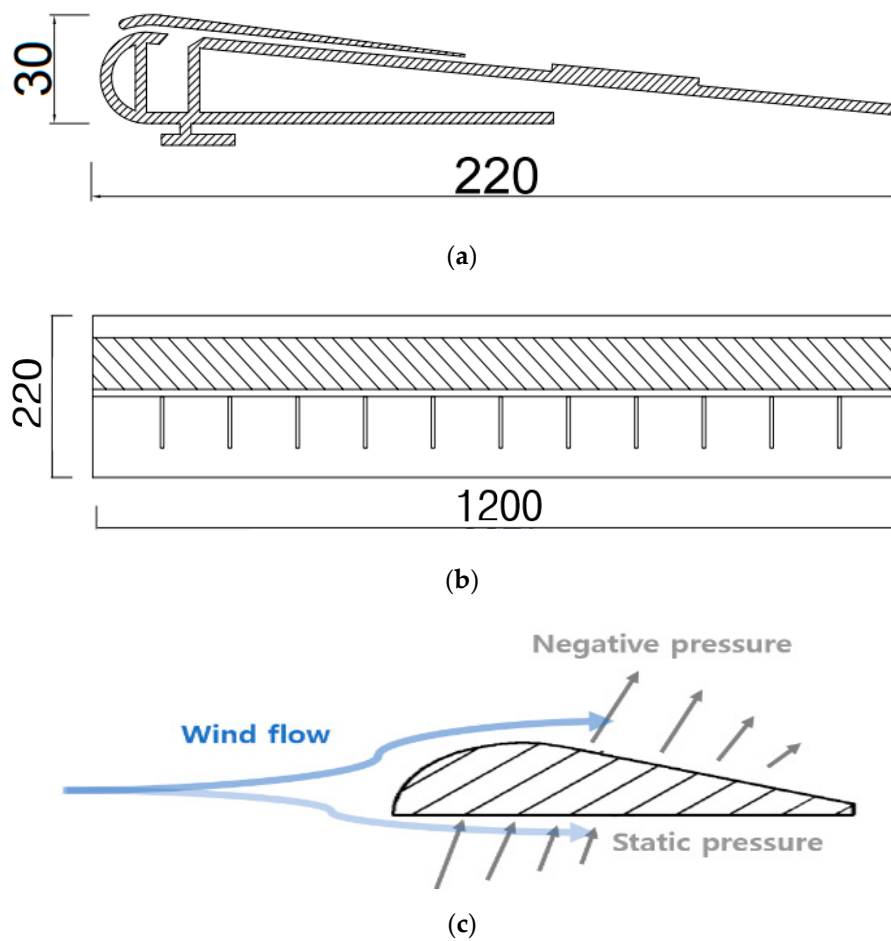 30
220
(a)
220
1200
(b)
Negative pressure
Wind flow
Static pressure
(c)